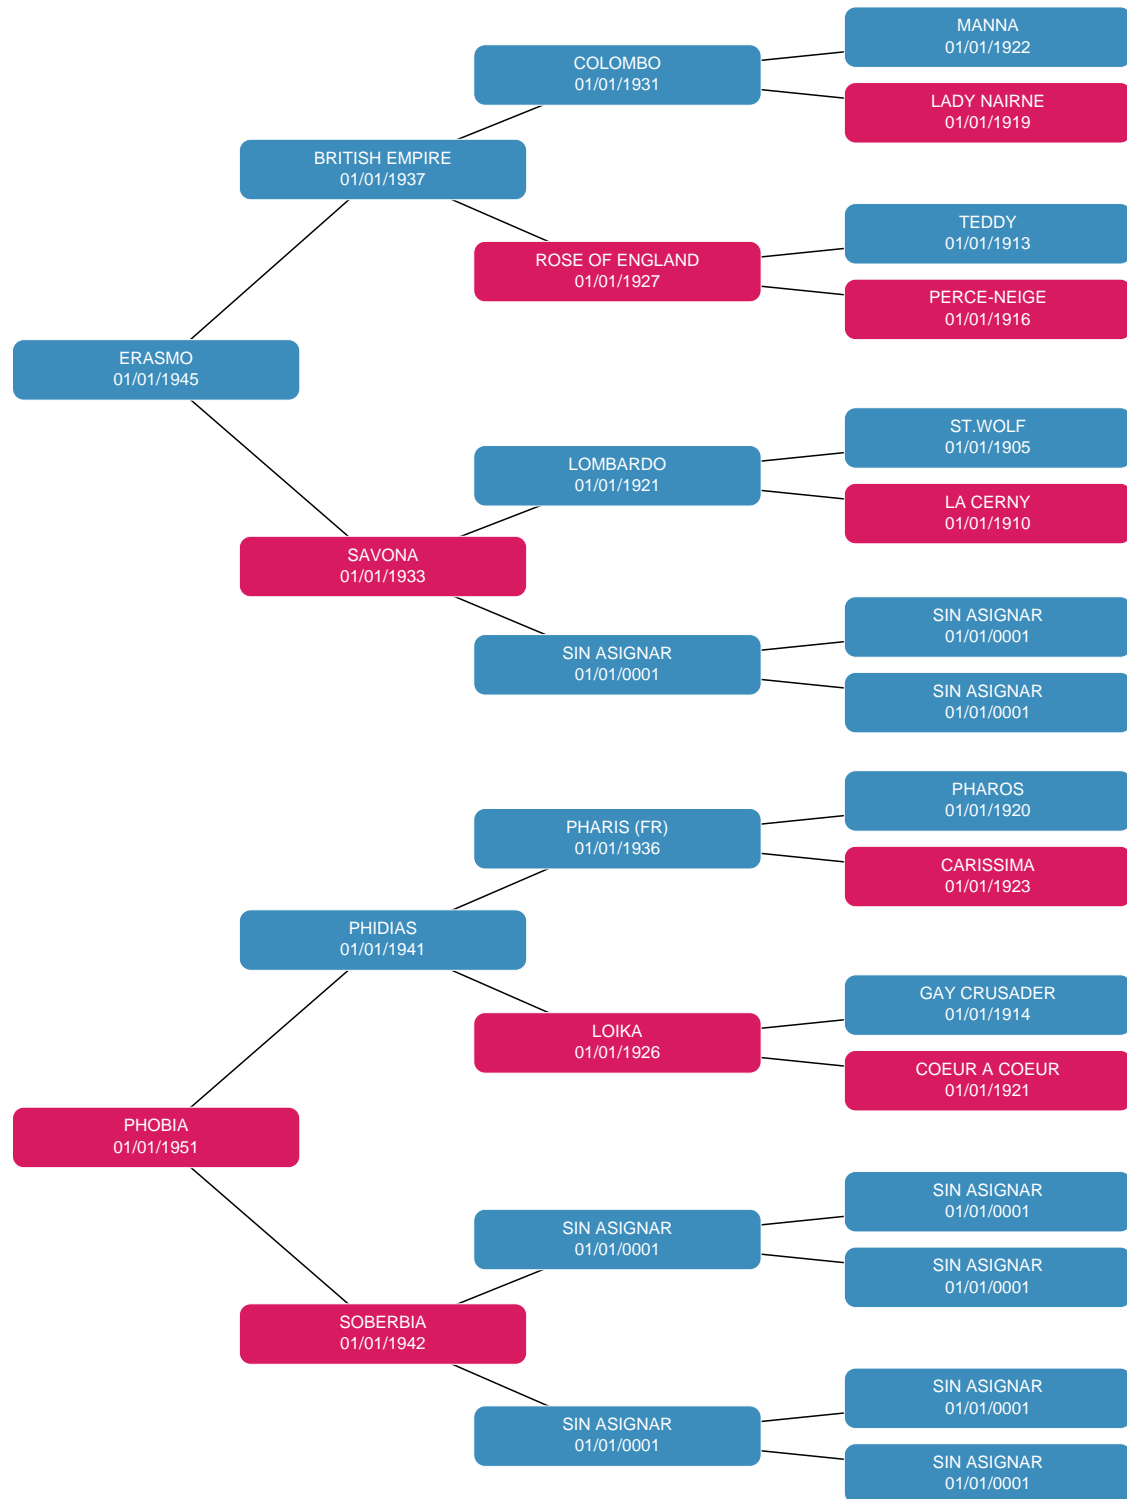 MANNA
01/01/1922
COLOMBO
01/01/1931
LADY NAIRNE
01/01/1919
BRITISH EMPIRE
01/01/1937
TEDDY
01/01/1913
ROSE OF ENGLAND
01/01/1927
PERCE-NEIGE
01/01/1916
ERASMO
01/01/1945
ST.WOLF
01/01/1905
LOMBARDO
01/01/1921
LA CERNY
01/01/1910
SAVONA
01/01/1933
SIN ASIGNAR
01/01/0001
SIN ASIGNAR
01/01/0001
SIN ASIGNAR
01/01/0001
PHAROS
01/01/1920
PHARIS (FR)
01/01/1936
CARISSIMA
01/01/1923
PHIDIAS
01/01/1941
GAY CRUSADER
01/01/1914
LOIKA
01/01/1926
COEUR A COEUR
01/01/1921
PHOBIA
01/01/1951
SIN ASIGNAR
01/01/0001
SIN ASIGNAR
01/01/0001
SIN ASIGNAR
01/01/0001
SOBERBIA
01/01/1942
SIN ASIGNAR
01/01/0001
SIN ASIGNAR
01/01/0001
SIN ASIGNAR
01/01/0001